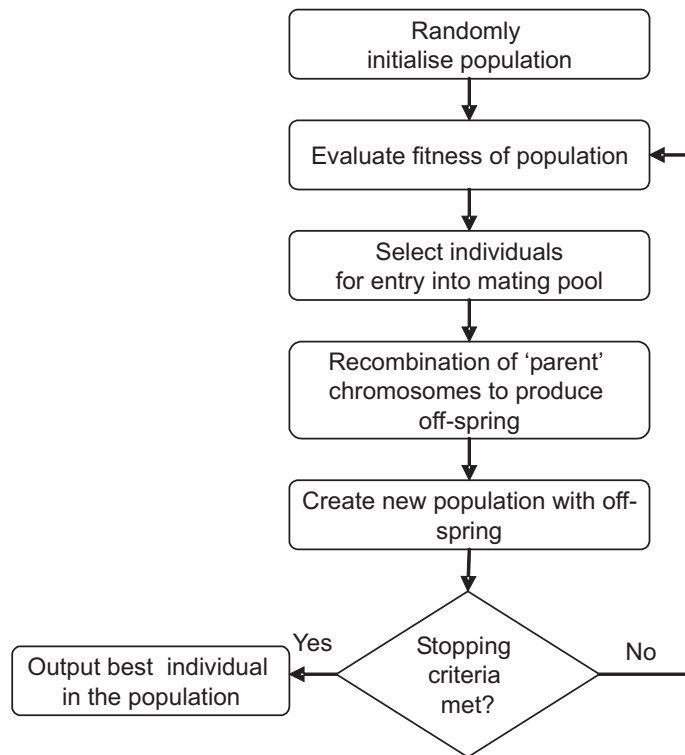 Randomly
initialise population
Evaluate fitness of population
Select individuals
for entry into mating pool
Recombination of ‘parent’
chromosomes to produce
off-spring
Create new population with off-
spring
Stopping
criteria
met?
Yes
No
Output best individual
in the population